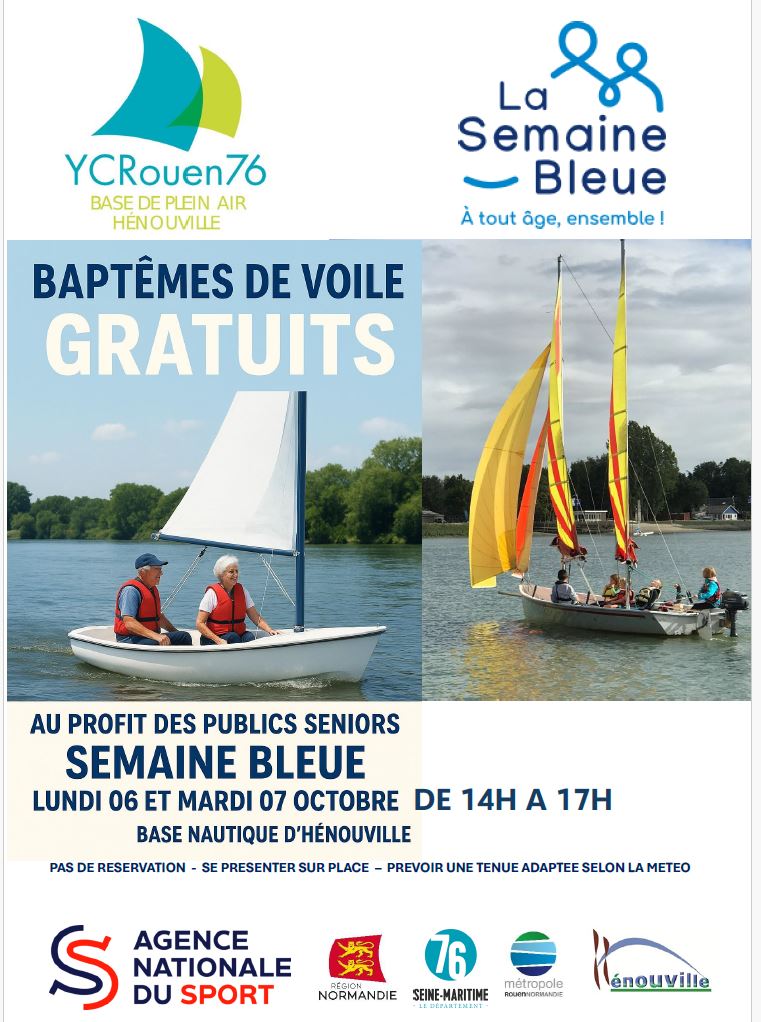 YCRouen76
BASE DE PLEIN AIR
HÉNOUVILLE
La
Semaine
Bleue
À tout âge, ensemble !
BAPTÊMES DE VOILE
GRATUITS
AU PROFIT DES PUBLICS SENIORS
SEMAINE BLEUE
LUNDI 06 ET MARDI 07 OCTOBRE DE 14H A 17H
BASE NAUTIQUE D'HÉNOUVILLE
PAS DE RESERVATION - SE PRESENTER SUR PLACE – PREVOIR UNE TENUE ADAPTEE SELON LA METEO
AGENCE
NATIONALE
DU SPORT
RÉGION
NORMANDIE
76
SEINE-MARITIME
- LE DÉPARTEMENT -
métropole
ROUENNORMANDIE
Hénouville